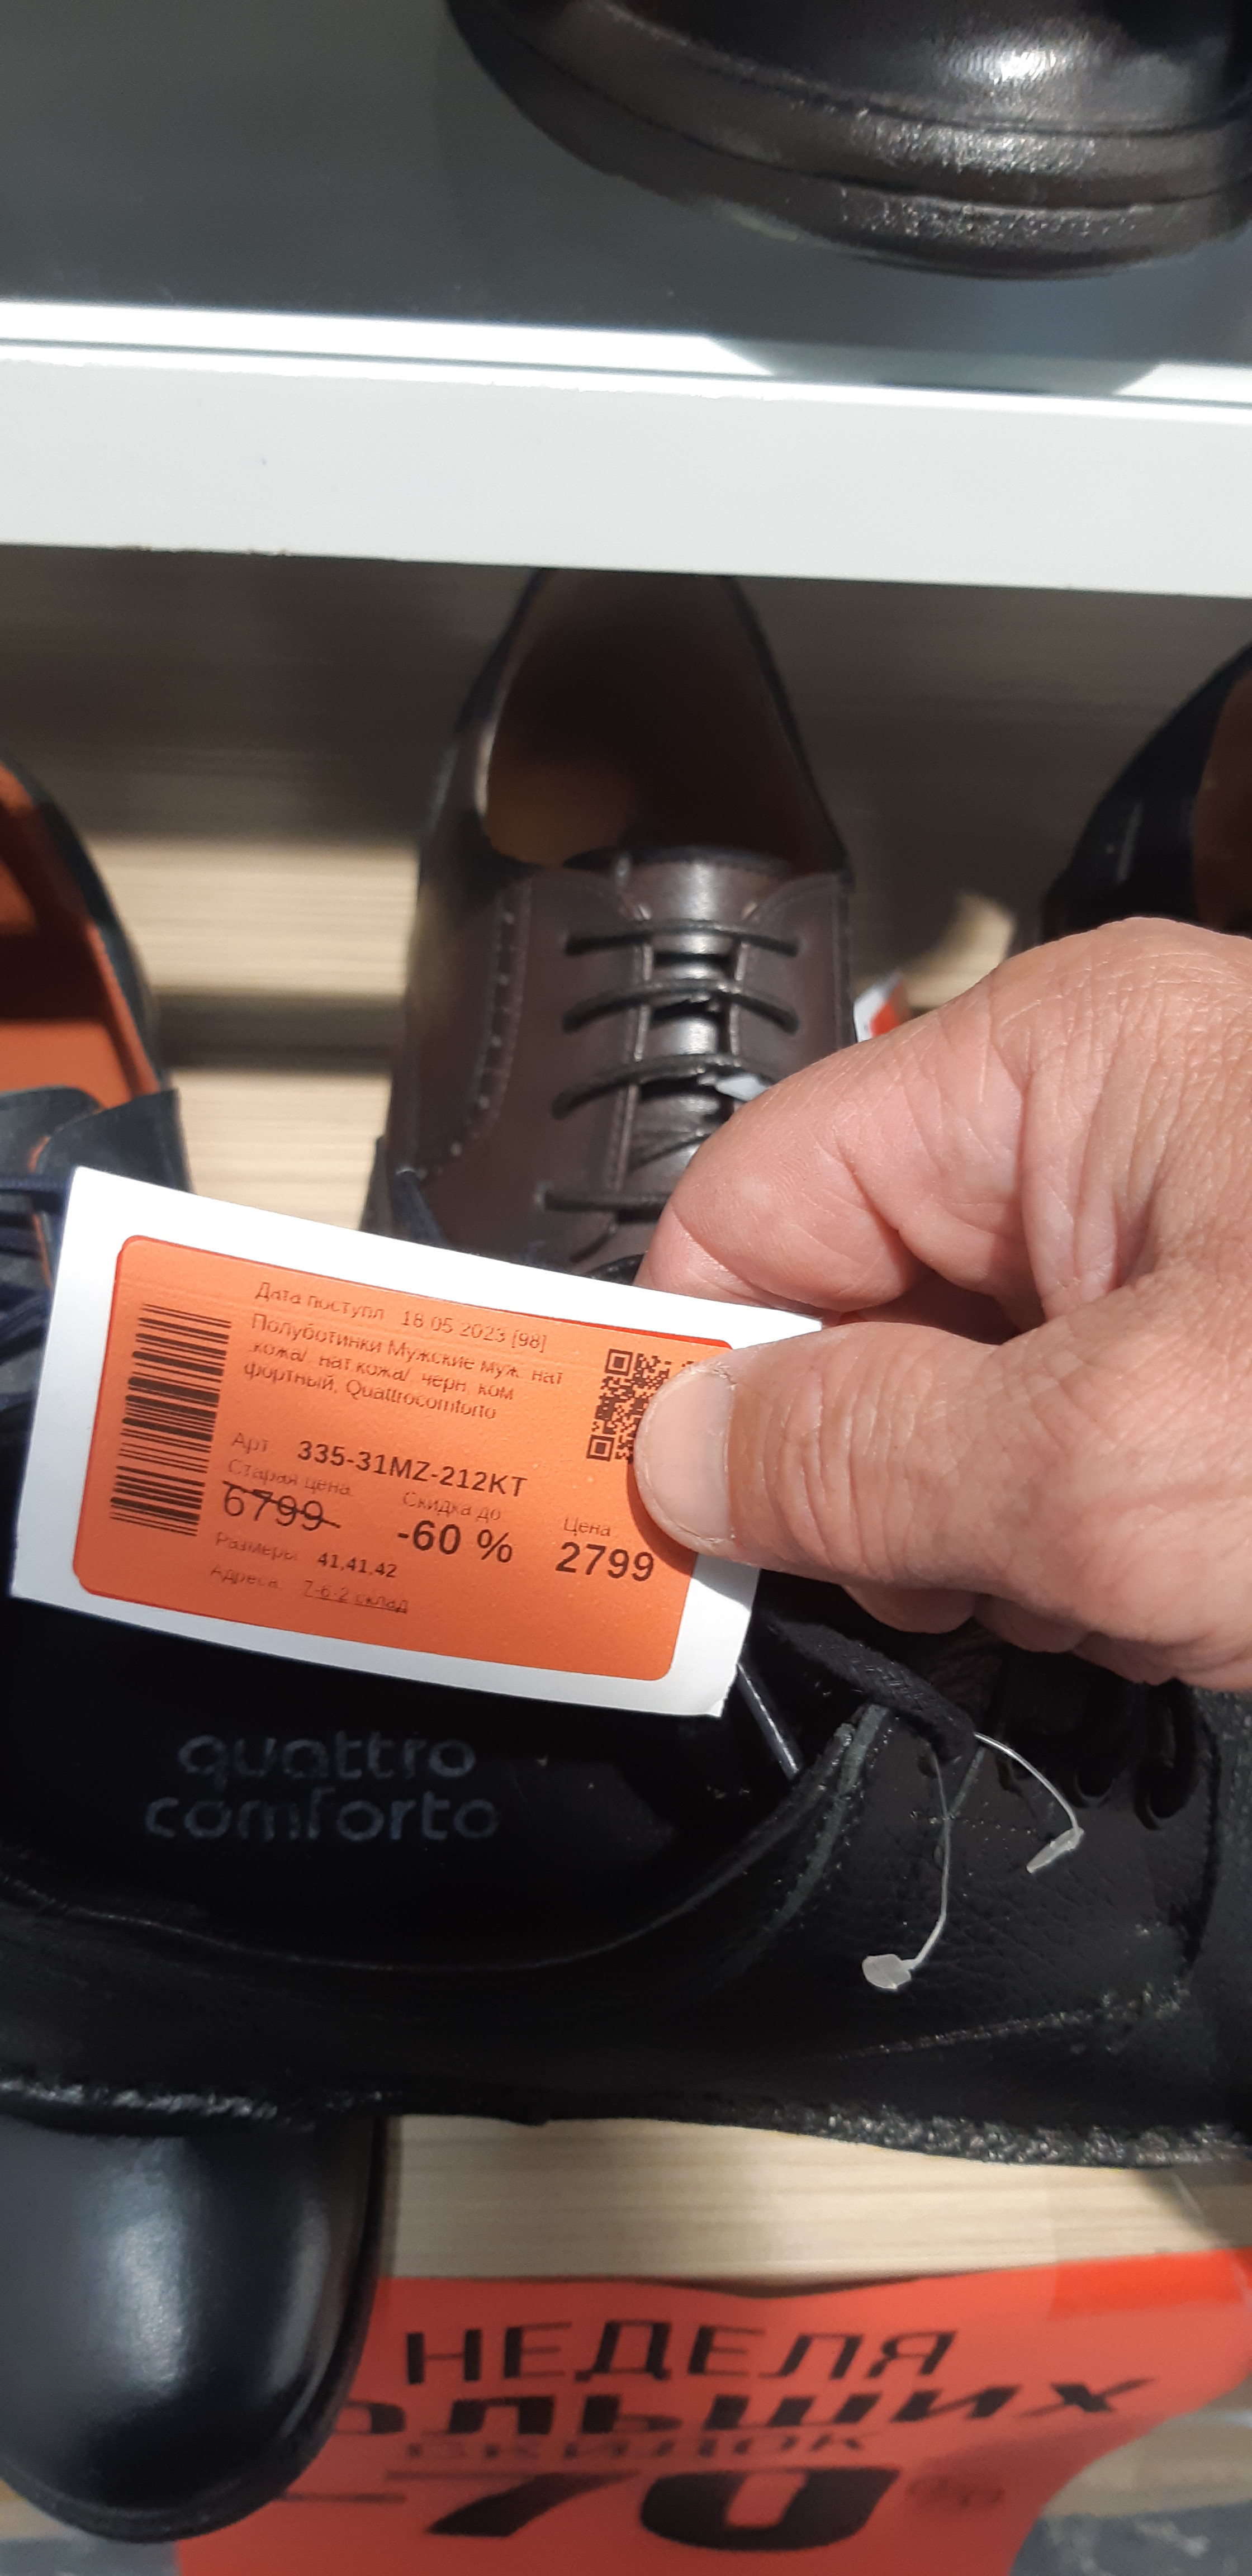 Дата поступл 18.05.2023 [98]
Полуботинки Мужские муж. нат
.кожа/ нат.кожа/ черн. ком
фортный, Quattrocomforto
Арт 335-31MZ-212KT
Старая цена Скидка до Цена
6799 -60 % 2799
Размеры 41,41,42
Адреса 7-6-2 склад
quattro
comforto
НЕДЕЛЯ
БОЛЬШИХ
СКИДОК
-70%